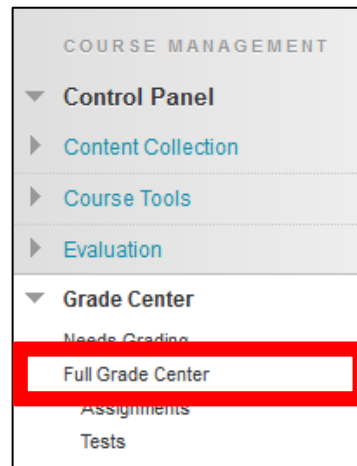 COURSE MANAGEMENT
Control Panel
Content Collection
Course Tools
Evaluation
Grade Center
Needs Grading
Full Grade Center
Assignments
Tests